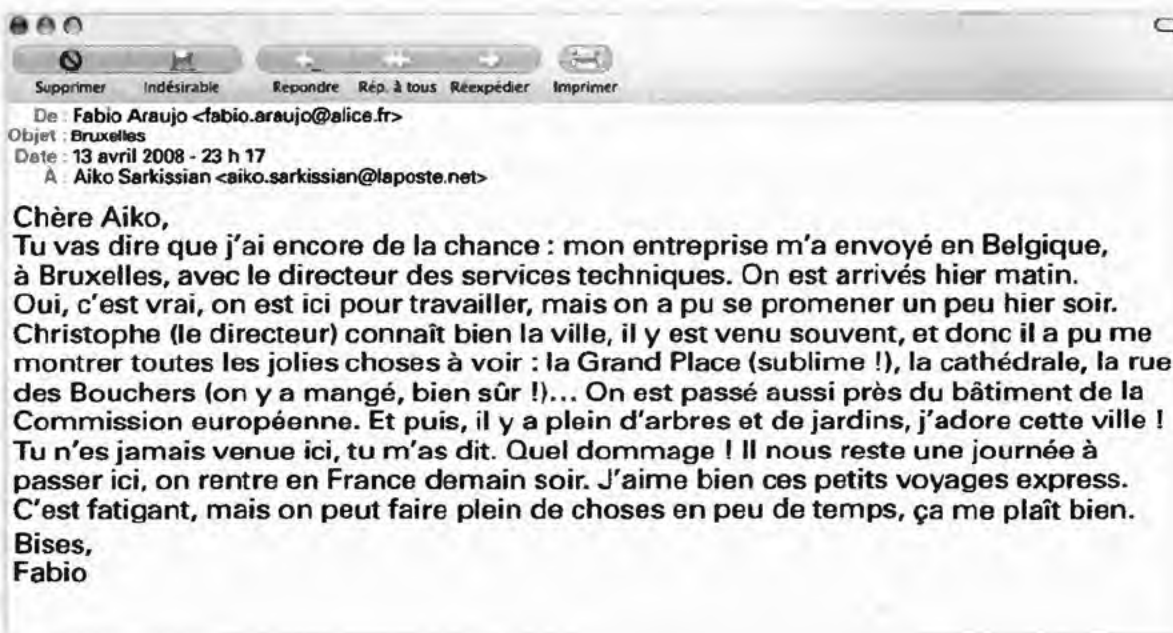 Supprimer Indésirable Repondre Rép. à tous Réexpédier Imprimer
De : Fabio Araujo <fabio.araujo@alice.fr>
Objet : Bruxelles
Date : 13 avril 2008 - 23 h 17
À : Aiko Sarkissian <aiko.sarkissian@laposte.net>
Chère Aiko,
Tu vas dire que j'ai encore de la chance : mon entreprise m'a envoyé en Belgique,
à Bruxelles, avec le directeur des services techniques. On est arrivés hier matin.
Oui, c'est vrai, on est ici pour travailler, mais on a pu se promener un peu hier soir.
Christophe (le directeur) connaît bien la ville, il y est venu souvent, et donc il a pu me
montrer toutes les jolies choses à voir : la Grand Place (sublime !), la cathédrale, la rue
des Bouchers (on y a mangé, bien sûr !)... On est passé aussi près du bâtiment de la
Commission européenne. Et puis, il y a plein d'arbres et de jardins, j'adore cette ville !
Tu n'es jamais venue ici, tu m'as dit. Quel dommage ! Il nous reste une journée à
passer ici, on rentre en France demain soir. J'aime bien ces petits voyages express.
C'est fatigant, mais on peut faire plein de choses en peu de temps, ça me plaît bien.
Bises,
Fabio